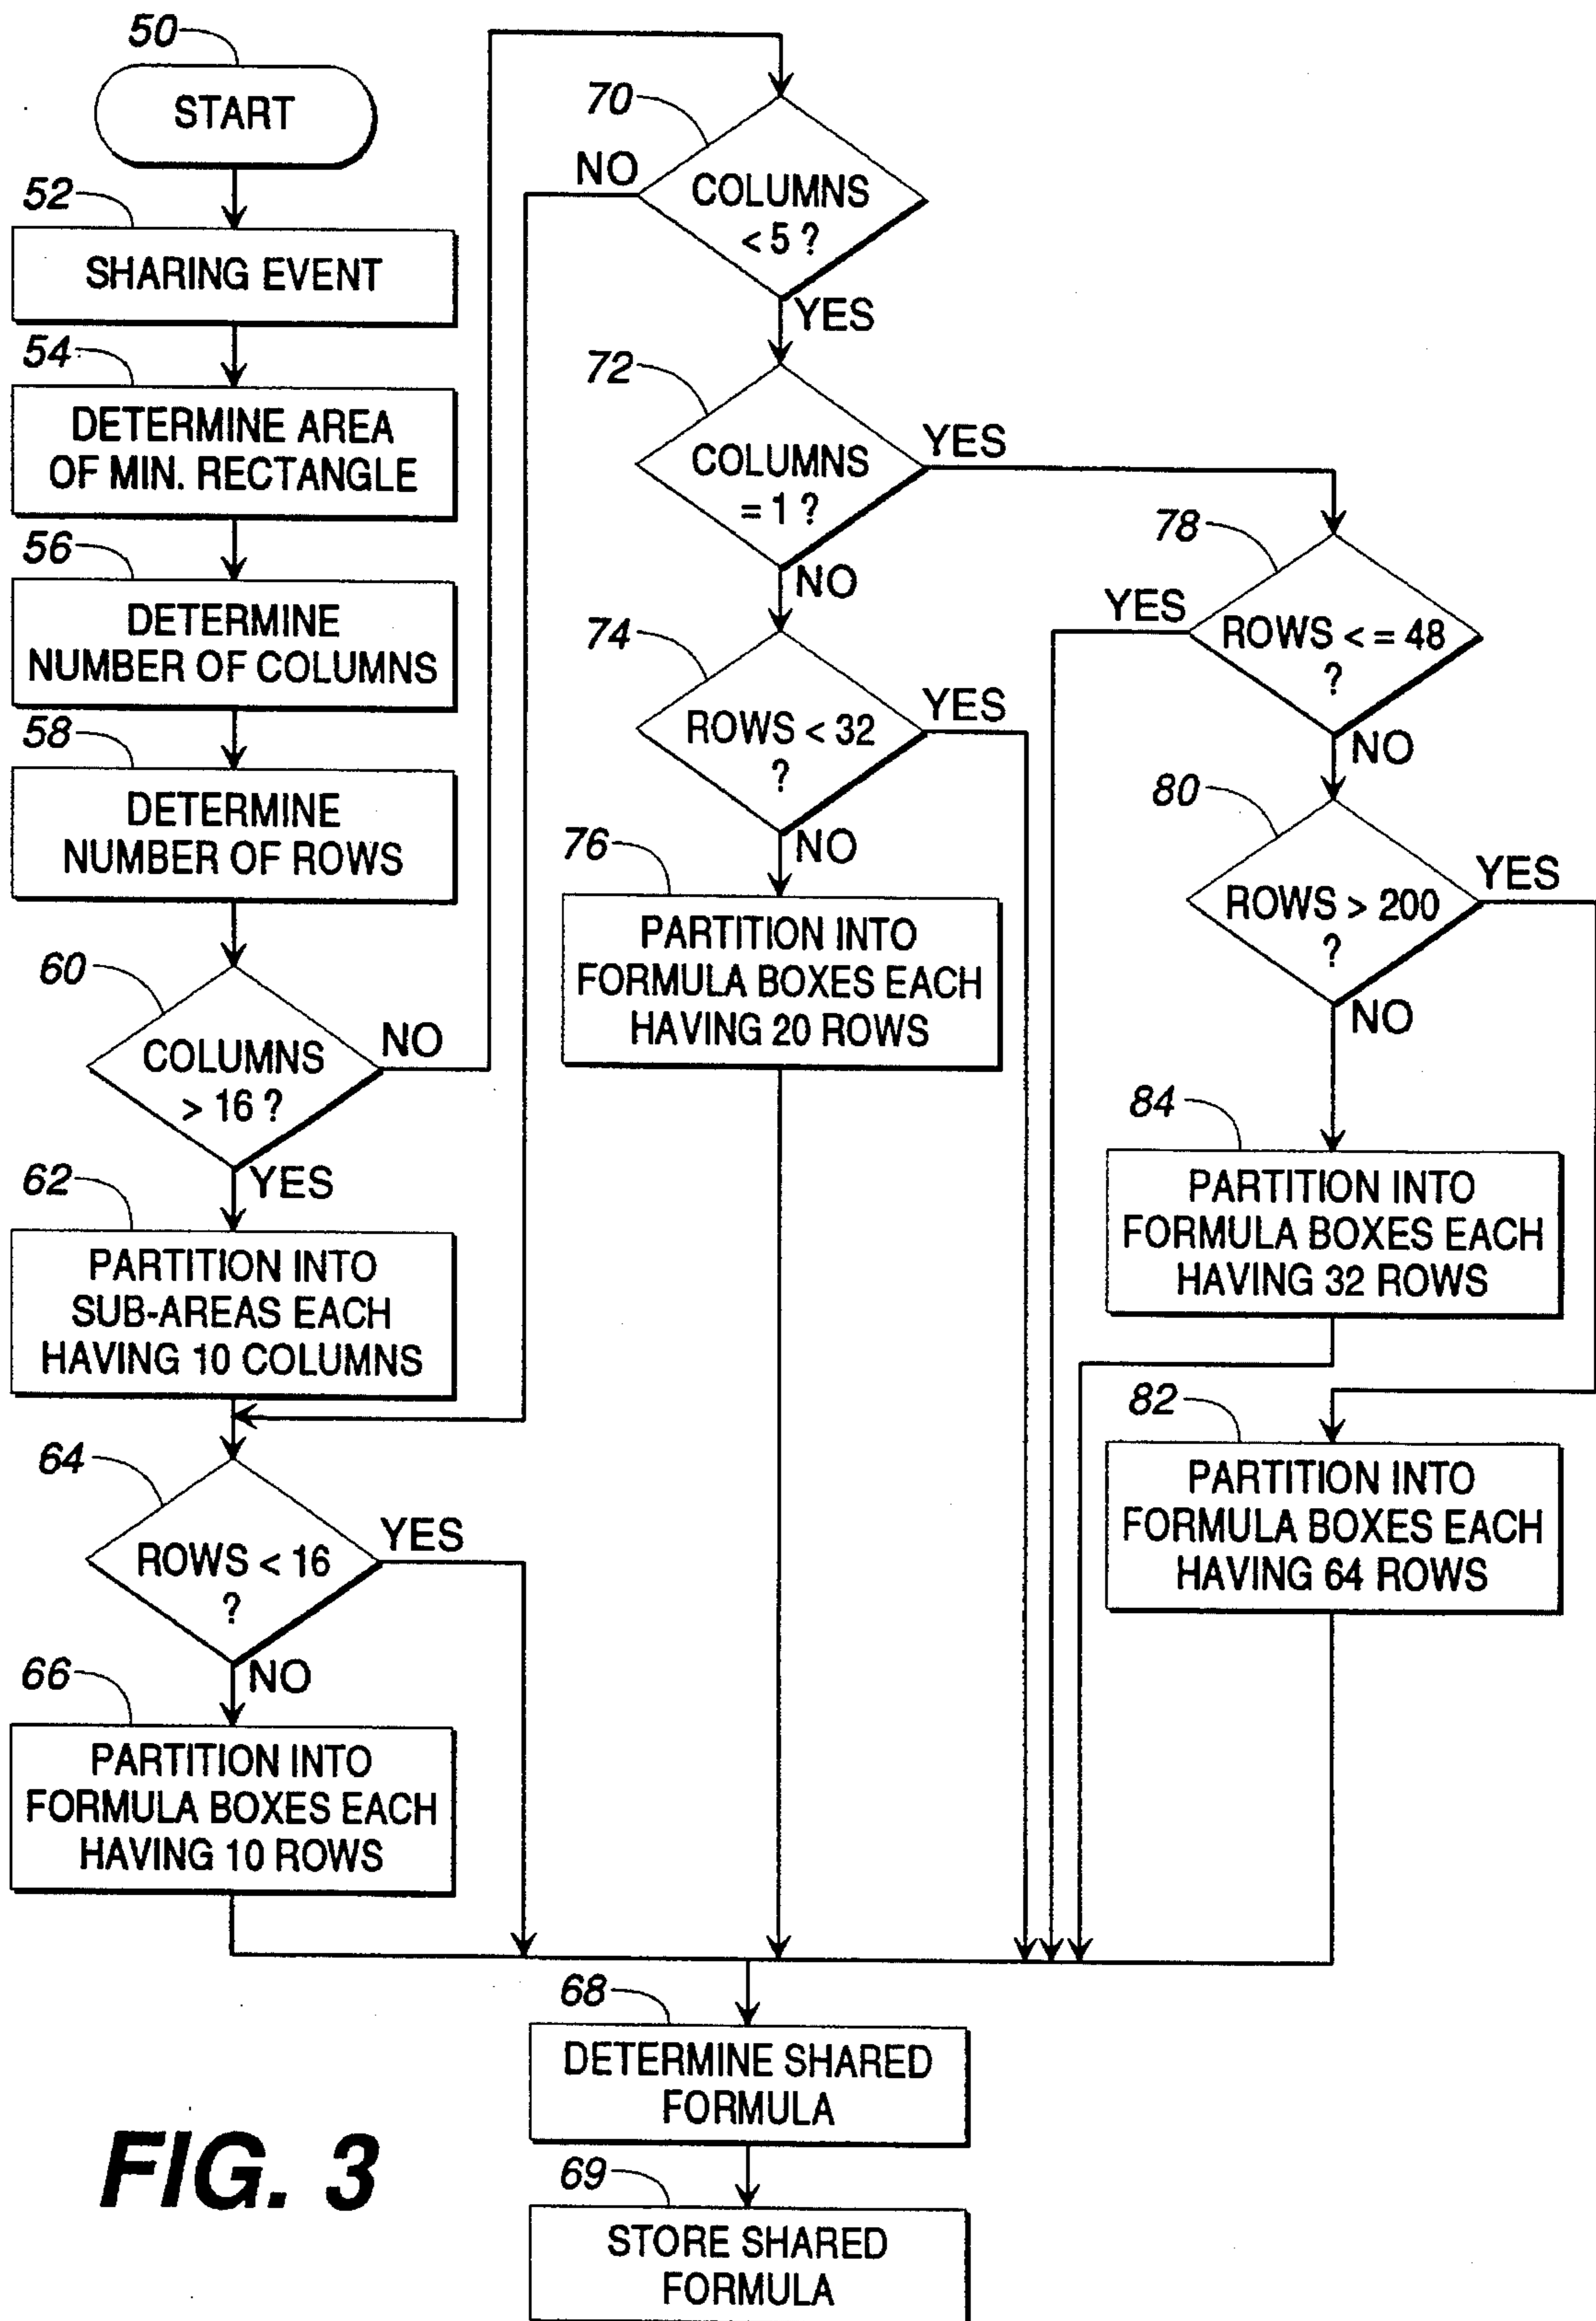 50
START
52
SHARING EVENT
54
DETERMINE AREA
OF MIN. RECTANGLE
56
DETERMINE
NUMBER OF COLUMNS
58
DETERMINE
NUMBER OF ROWS
60
COLUMNS
> 16 ?
NO
YES
62
PARTITION INTO
SUB-AREAS EACH
HAVING 10 COLUMNS
64
ROWS < 16
?
YES
NO
66
PARTITION INTO
FORMULA BOXES EACH
HAVING 10 ROWS
70
NO
COLUMNS
< 5 ?
YES
72
COLUMNS
= 1 ?
YES
NO
74
ROWS < 32
?
YES
NO
76
PARTITION INTO
FORMULA BOXES EACH
HAVING 20 ROWS
78
YES
ROWS < = 48
?
NO
80
ROWS > 200
?
YES
NO
84
PARTITION INTO
FORMULA BOXES EACH
HAVING 32 ROWS
82
PARTITION INTO
FORMULA BOXES EACH
HAVING 64 ROWS
68
DETERMINE SHARED
FORMULA
69
STORE SHARED
FORMULA
FIG. 3